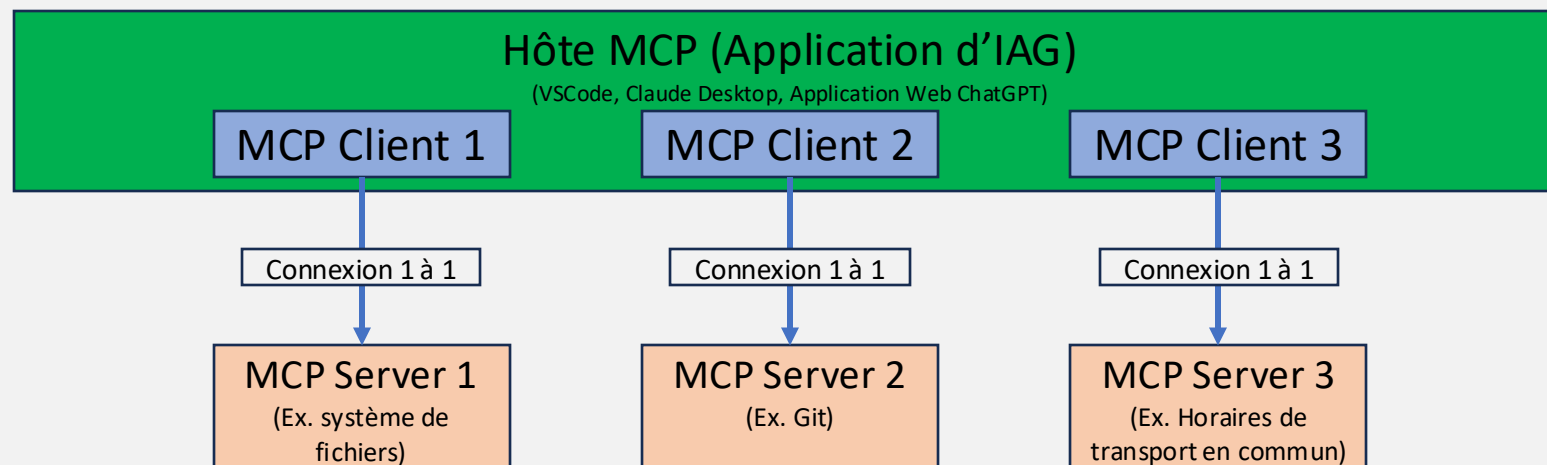 Hôte MCP (Application d’IAG)
(VSCode, Claude Desktop, Application Web ChatGPT)
MCP Client 1
MCP Client 2
MCP Client 3
Connexion 1 à 1
Connexion 1 à 1
Connexion 1 à 1
MCP Server 1
(Ex. système de
fichiers)
MCP Server 2
(Ex. Git)
MCP Server 3
(Ex. Horaires de
transport en commun)